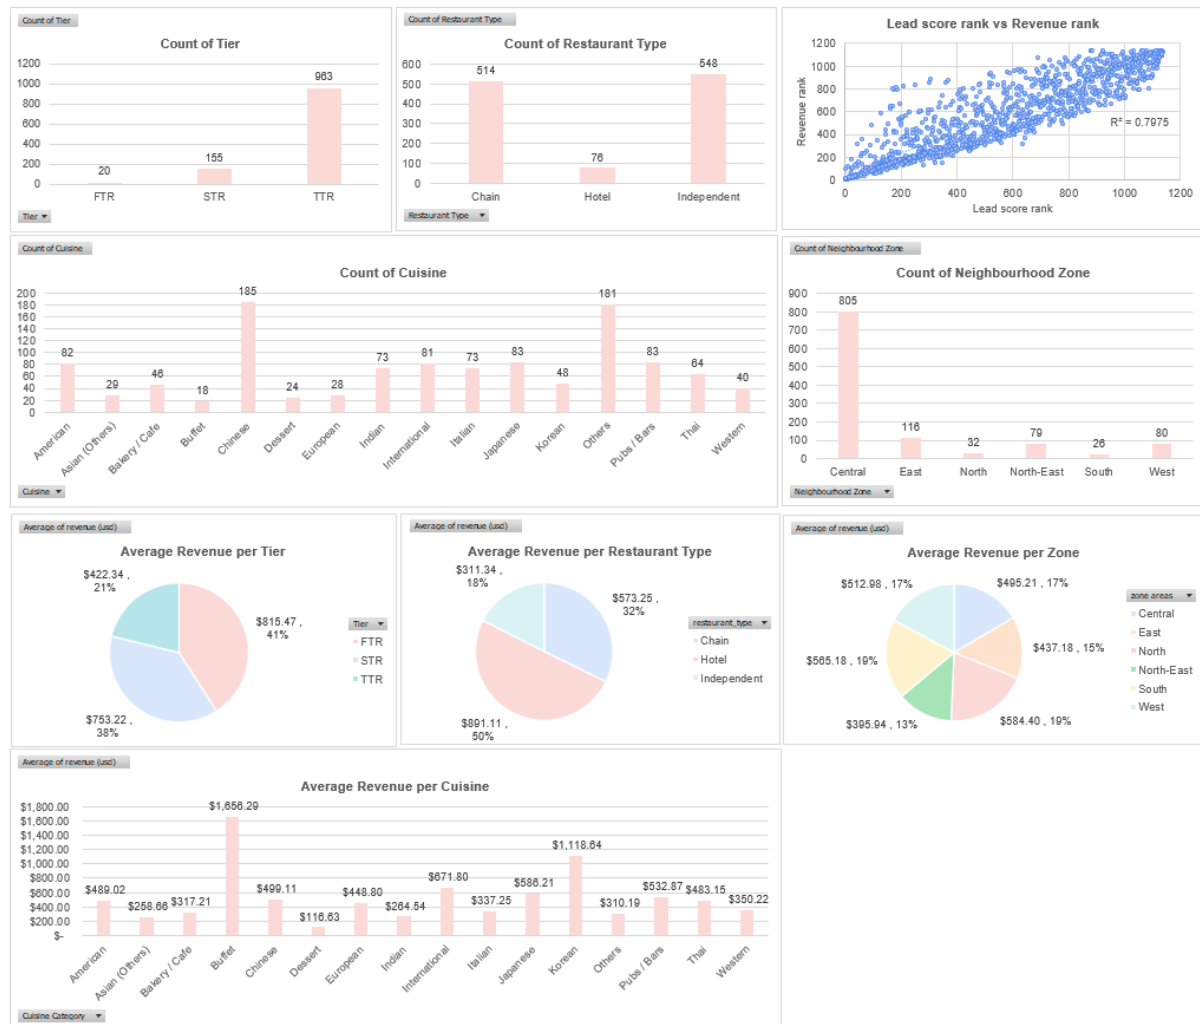 Count of Tier
Count of Tier
1200
1000
800
600
400
200
0
20
155
963
FTR
STR
TTR
Tier
Count of Restaurant Type
Count of Restaurant Type
600
500
400
300
200
100
0
514
76
548
Chain
Hotel
Independent
Restaurant Type
Lead score rank vs Revenue rank
Revenue rank
1200
1000
800
600
400
200
0
R² = 0.7975
0
200
400
600
800
1000
1200
Lead score rank
Count of Cuisine
Count of Cuisine
200
180
160
140
120
100
80
60
40
20
0
82
29
46
18
185
24
28
73
81
73
83
48
181
83
64
40
American
Asian (Others)
Bakery / Cafe
Buffet
Chinese
Dessert
European
Indian
International
Italian
Japanese
Korean
Others
Pubs / Bars
Thai
Western
Cuisine
Count of Neighbourhood Zone
Count of Neighbourhood Zone
900
800
700
600
500
400
300
200
100
0
805
116
32
79
26
80
Central
East
North
North-East
South
West
Neighbourhood Zone
Average of revenue (usd)
Average Revenue per Tier
$422.34 ,
21%
$815.47 ,
41%
$753.22 ,
38%
Tier
FTR
STR
TTR
Average of revenue (usd)
Average Revenue per Restaurant Type
$311.34 ,
18%
$573.25 ,
32%
$891.11 ,
50%
restaurant_type
Chain
Hotel
Independent
Average of revenue (usd)
Average Revenue per Zone
$512.98 , 17%
$495.21 , 17%
$437.18 , 15%
$565.18 , 19%
$395.94 , 13%
$584.40 , 19%
zone areas
Central
East
North
North-East
South
West
Average of revenue (usd)
Average Revenue per Cuisine
$1,800.00
$1,600.00
$1,400.00
$1,200.00
$1,000.00
$800.00
$600.00
$400.00
$200.00
$-
$489.02
$258.66
$317.21
$1,656.29
$499.11
$116.63
$448.80
$264.54
$671.80
$337.25
$586.21
$1,118.64
$310.19
$532.87
$483.15
$350.22
American
Asian (Others)
Bakery / Cafe
Buffet
Chinese
Dessert
European
Indian
International
Italian
Japanese
Korean
Others
Pubs / Bars
Thai
Western
Cuisine Category